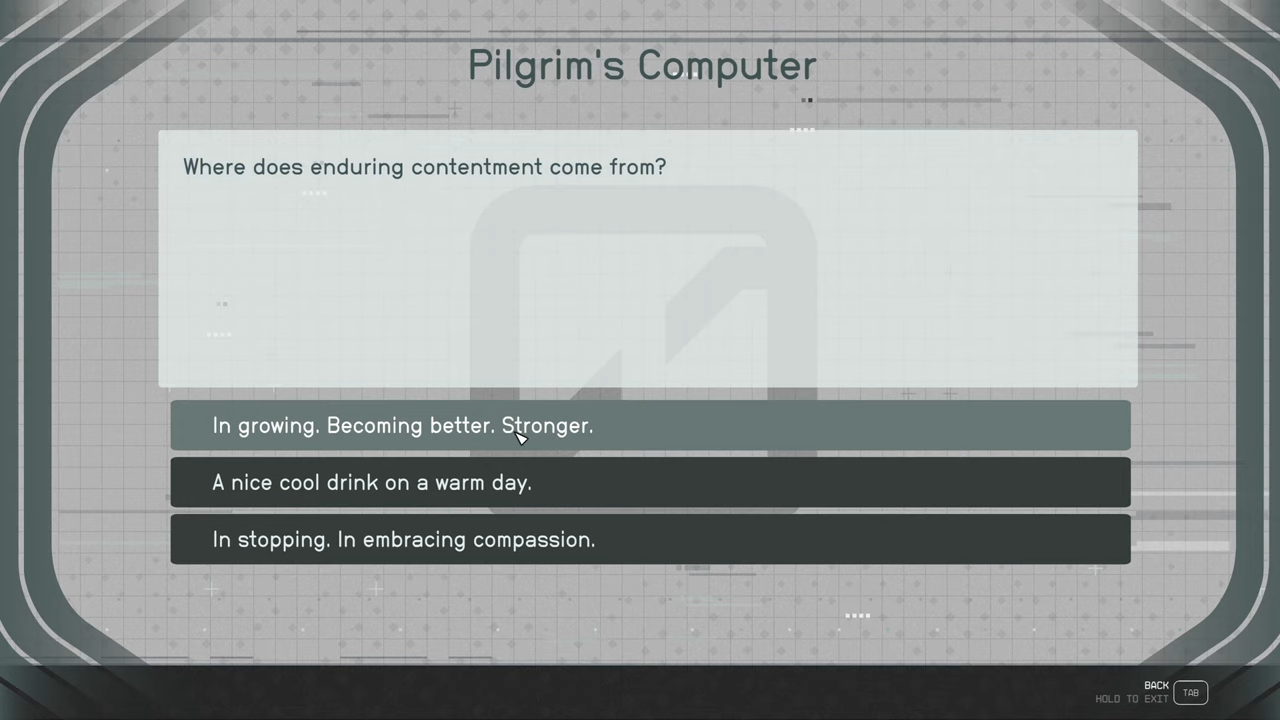 Pilgrim's Computer
Where does enduring contentment come from?
In growing. Becoming better. Stronger.
A nice cool drink on a warm day.
In stopping. In embracing compassion.
BACK
HOLD TO EXIT
TAB